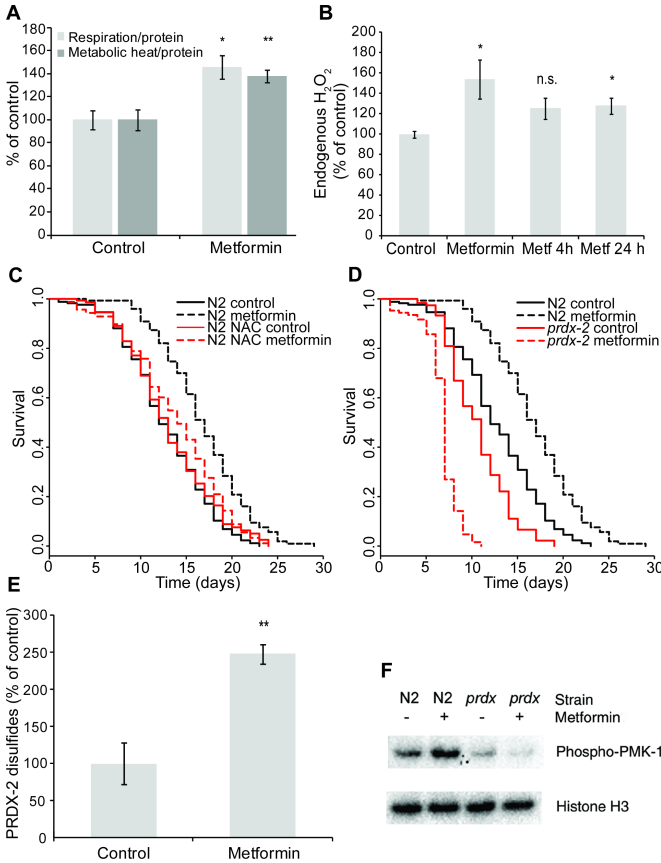 A
Respiration/protein
Metabolic heat/protein
% of control
180
160
140
120
100
80
60
40
20
0
*
**
Control
Metformin
B
Endogenous H2O2
(% of control)
200
180
160
140
120
100
80
60
40
20
0
*
n.s.
*
Control
Metformin
Metf 4h
Metf 24 h
C
N2 control
N2 metformin
N2 NAC control
N2 NAC metformin
Survival
1.0
0.8
0.6
0.4
0.2
0.0
0
5
10
15
20
25
30
Time (days)
D
N2 control
N2 metformin
prdx-2 control
prdx-2 metformin
Survival
1.0
0.8
0.6
0.4
0.2
0.0
0
5
10
15
20
25
30
Time (days)
E
PRDX-2 disulfides (% of control)
300
250
200
150
100
50
0
**
Control
Metformin
F
N2 N2 prdx prdx Strain
- + - + Metformin
Phospho-PMK-1
Histone H3